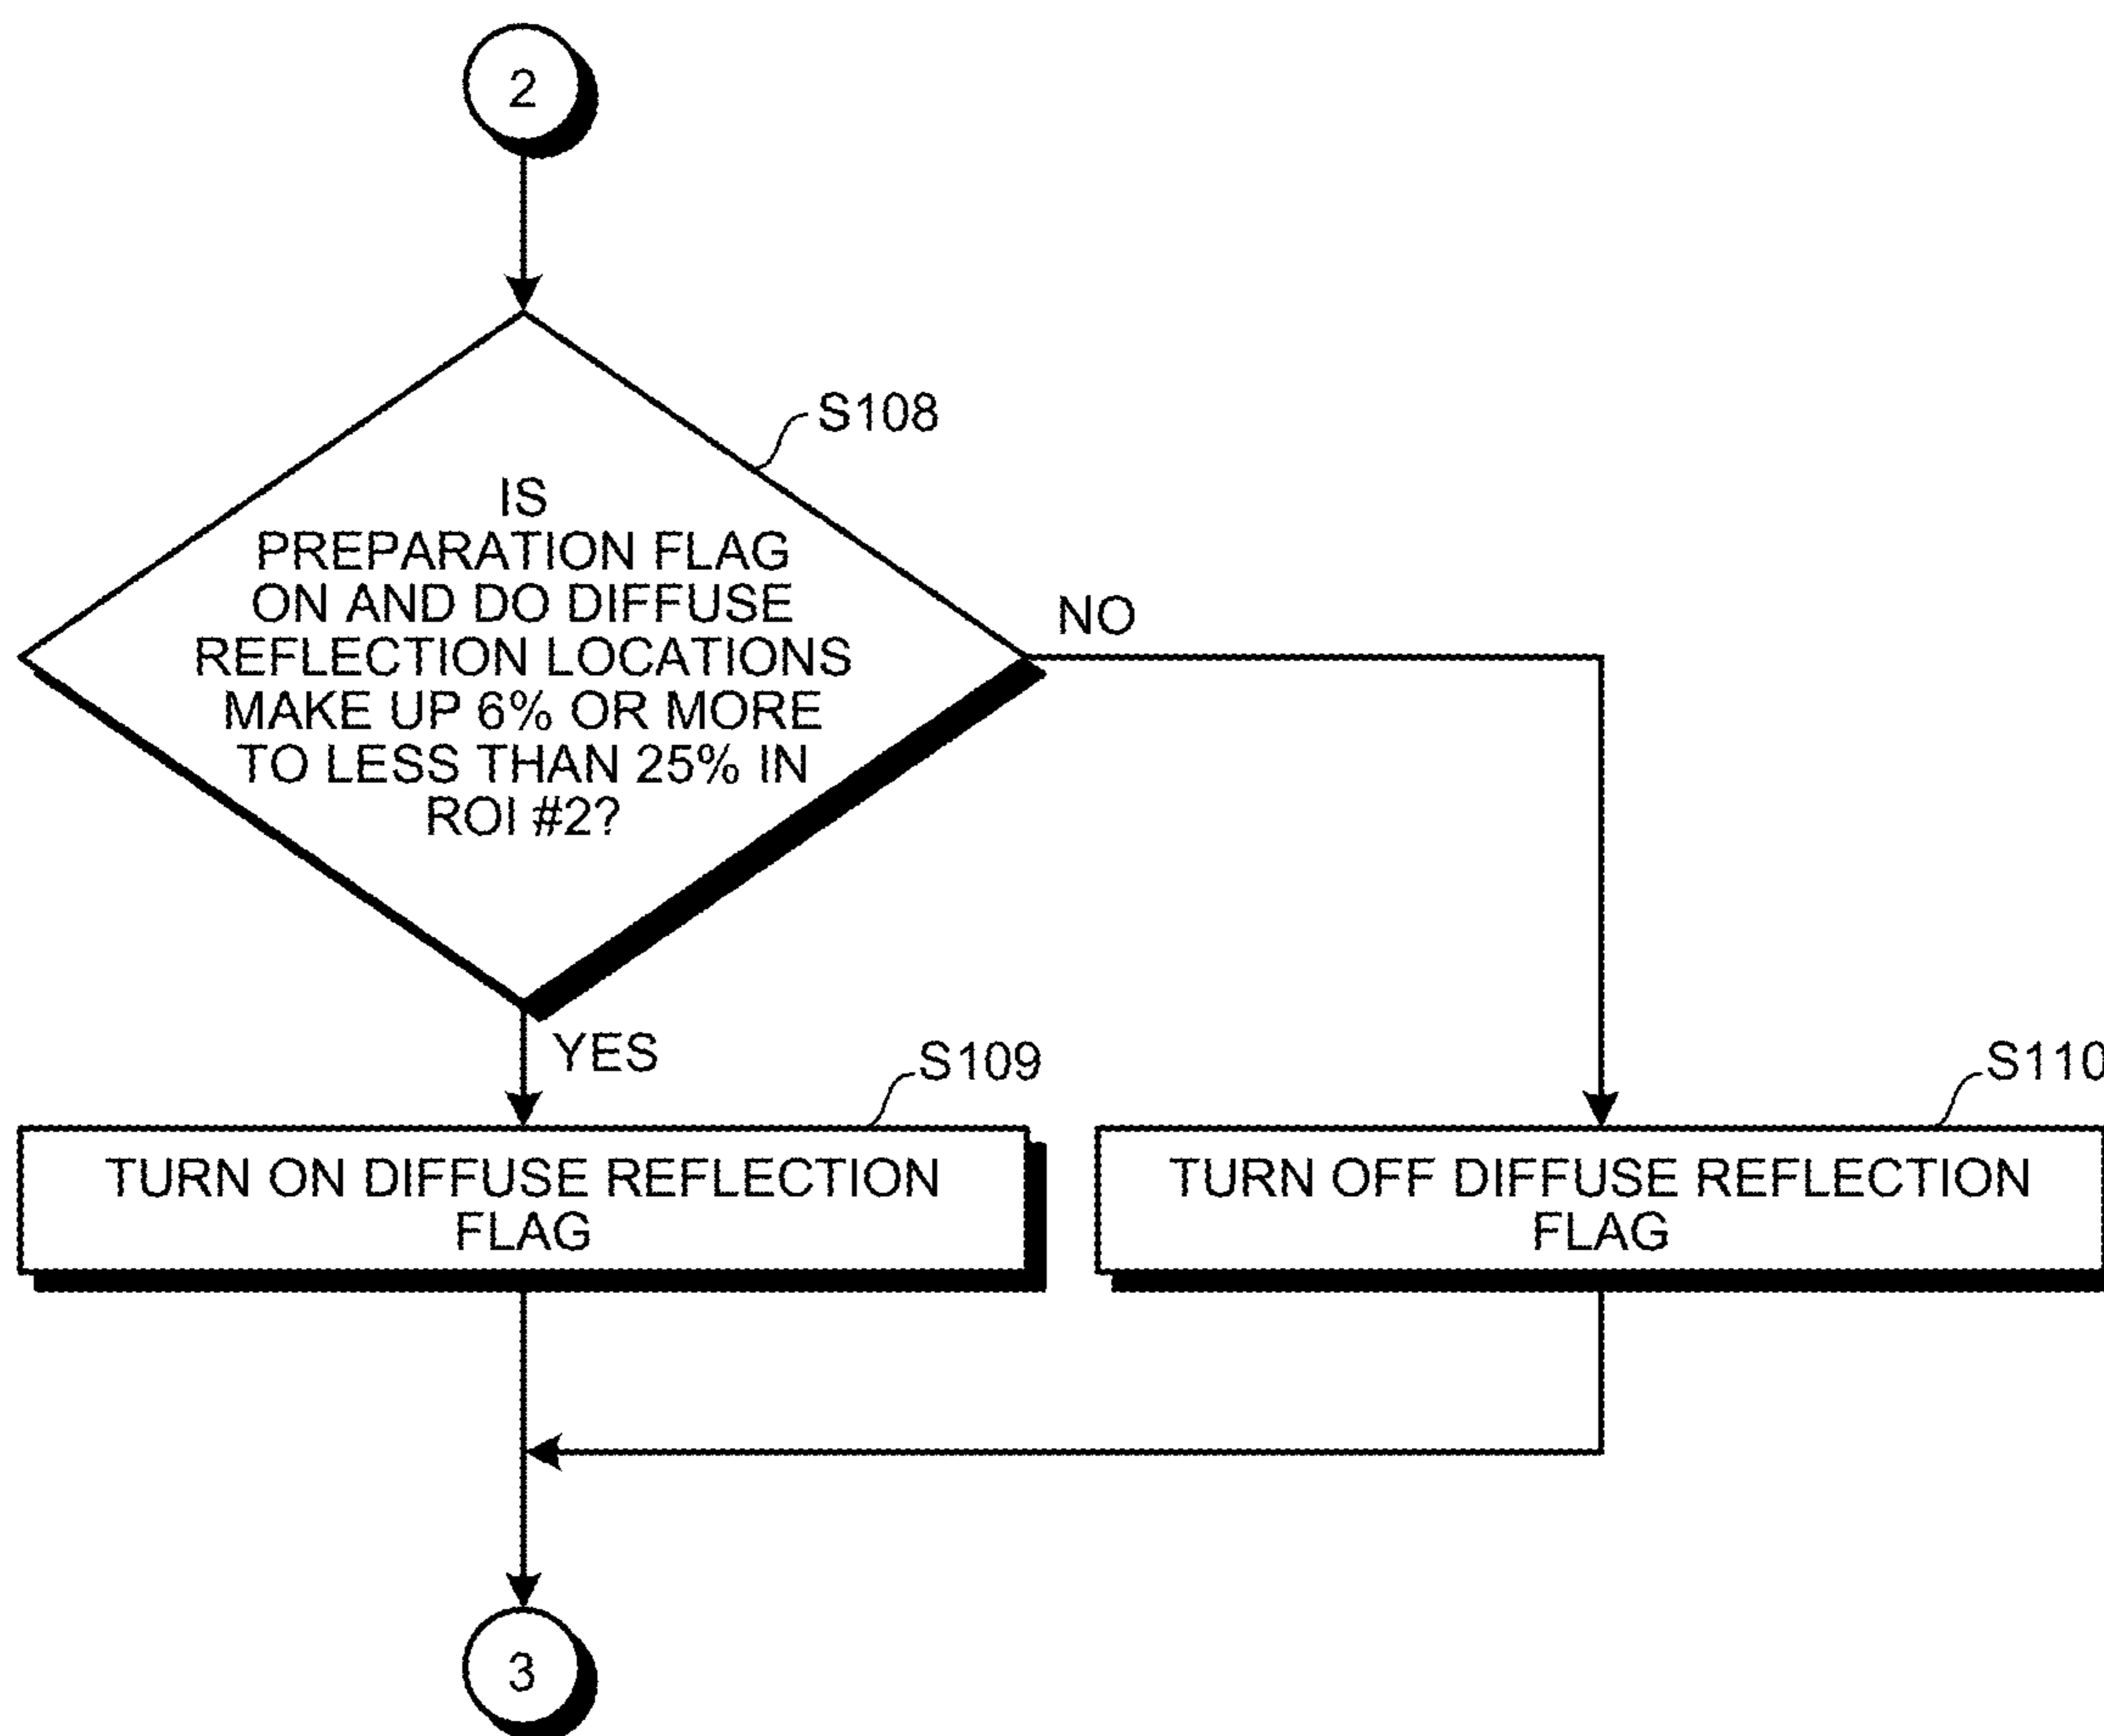 2
S108
IS
PREPARATION FLAG
ON AND DO DIFFUSE
REFLECTION LOCATIONS
MAKE UP 6% OR MORE
TO LESS THAN 25% IN
ROI #2?
NO
YES
S109
S110
TURN ON DIFFUSE REFLECTION
FLAG
TURN OFF DIFFUSE REFLECTION
FLAG
3